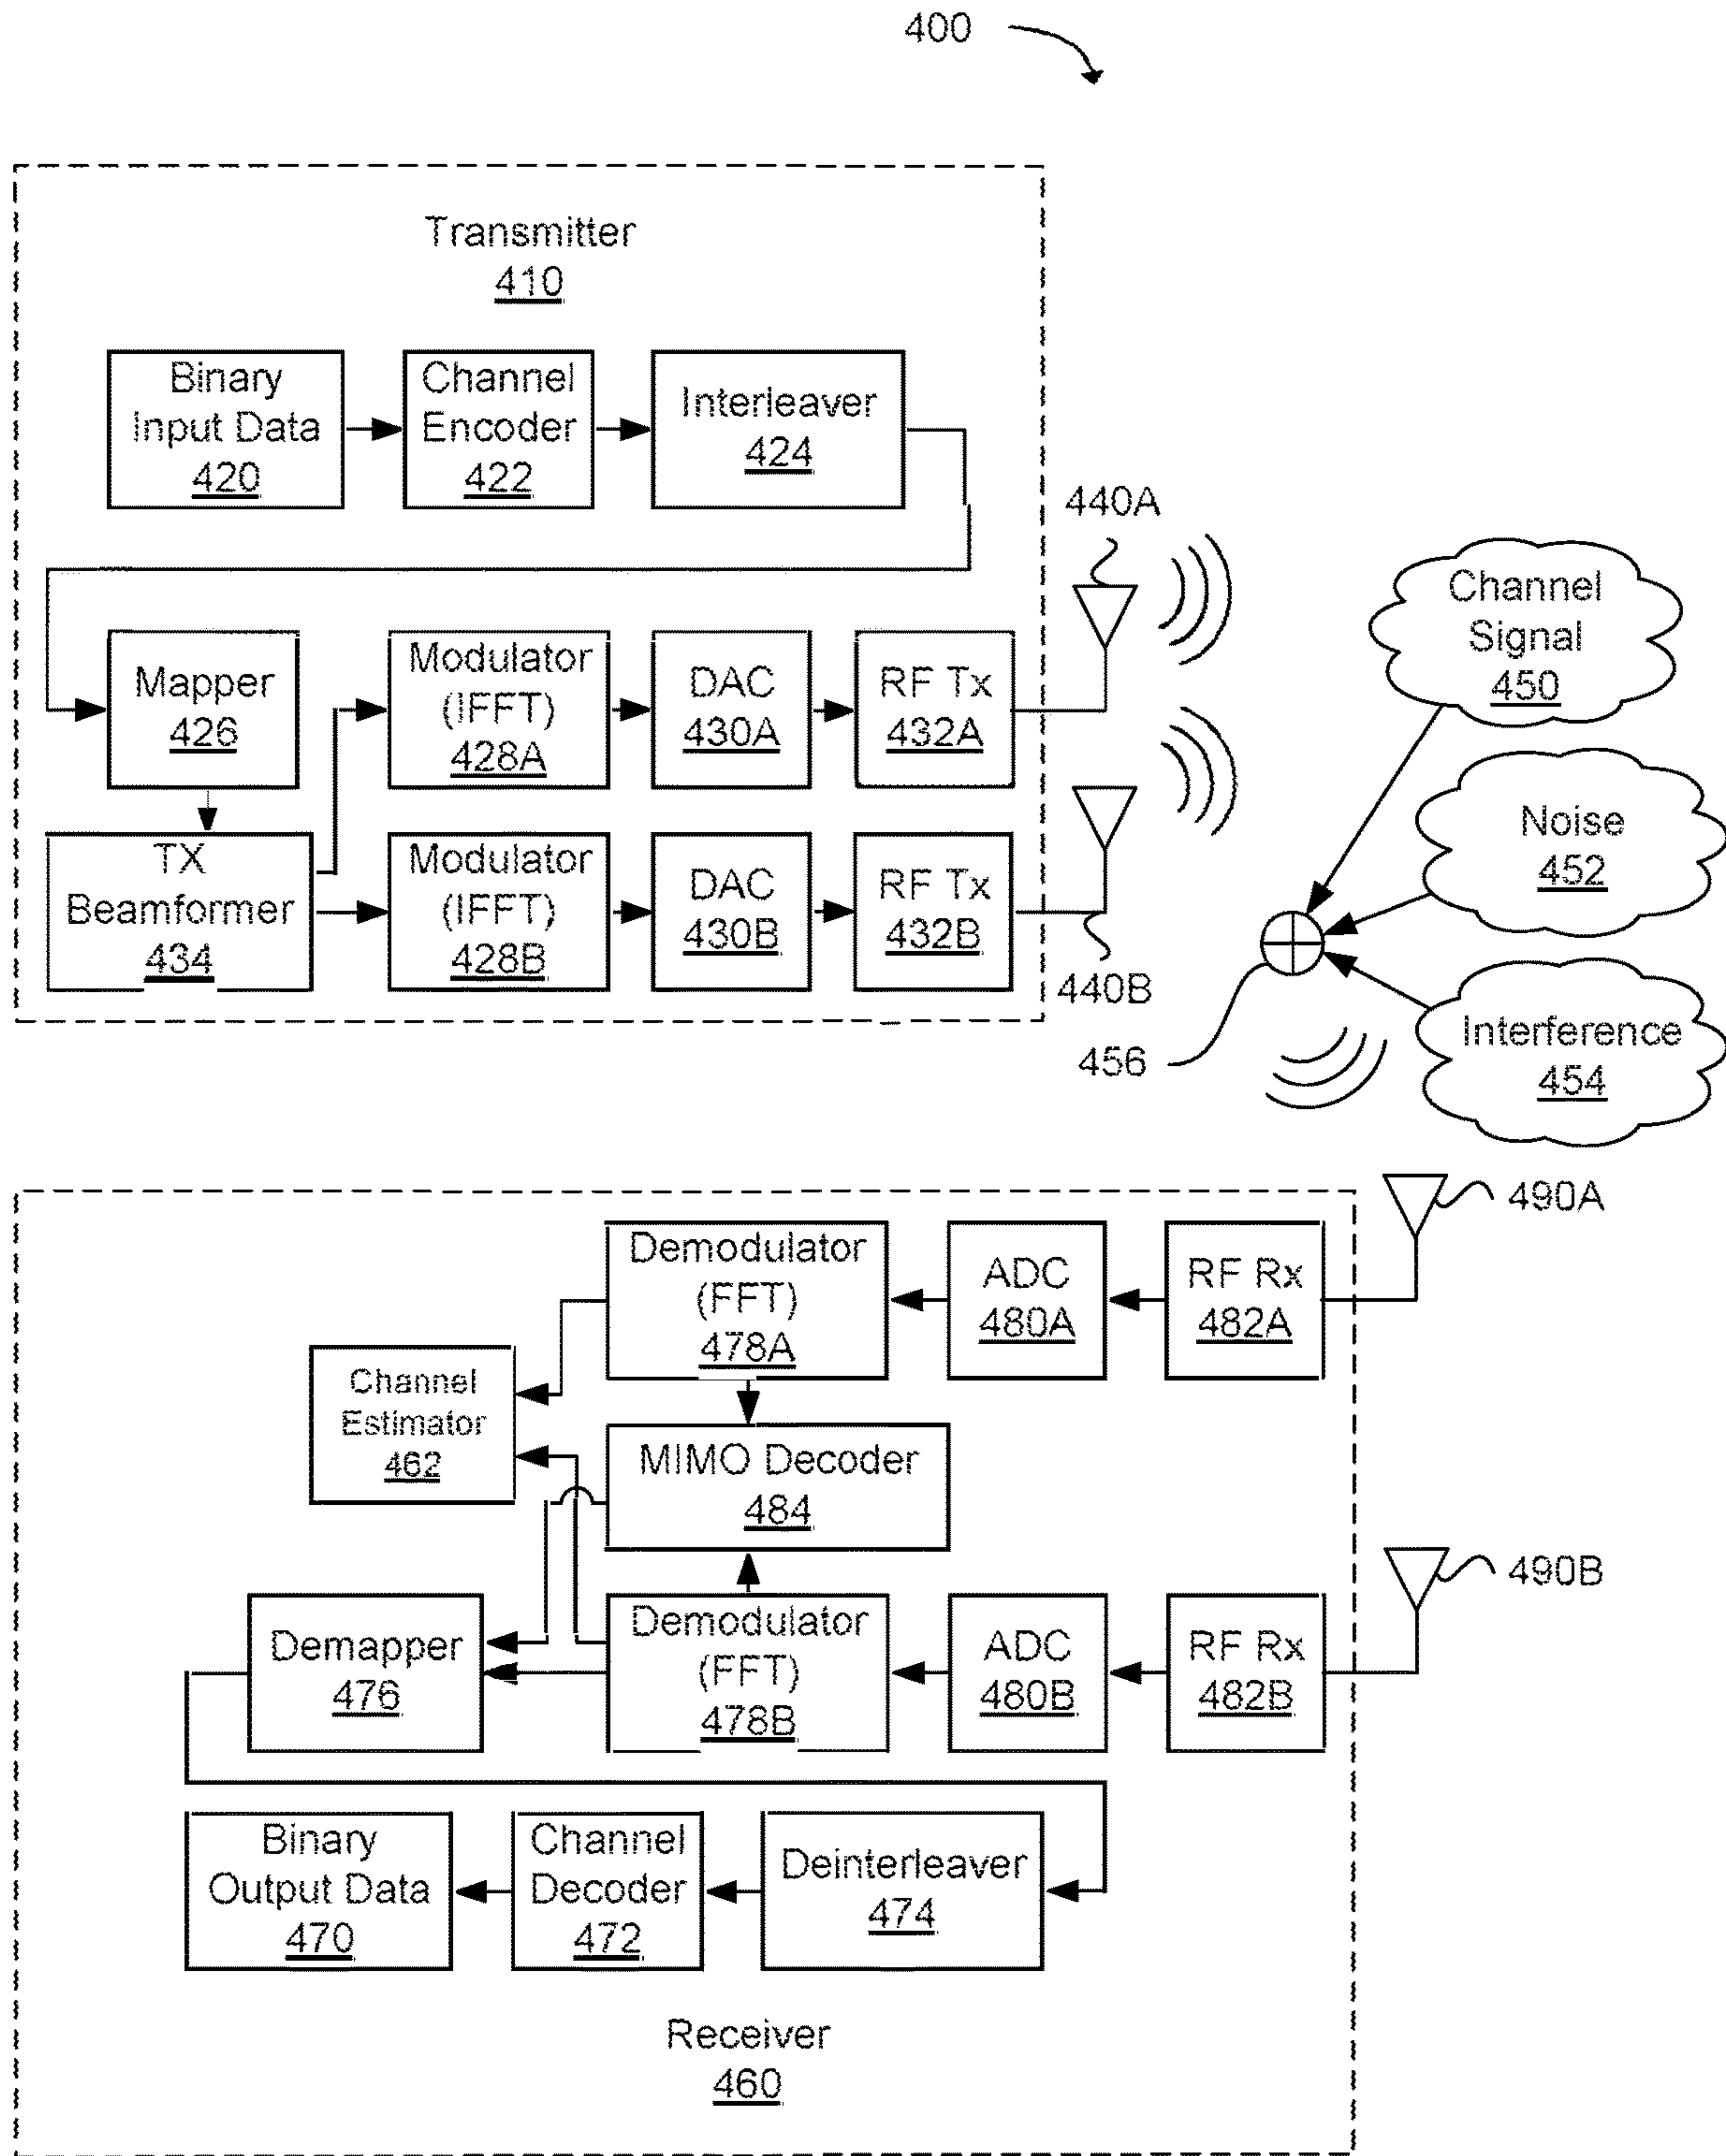 400
Transmitter
410
Binary
Input Data
420
Channel
Encoder
422
Interleaver
424
440A
Mapper
426
Modulator
(IFFT)
428A
DAC
430A
RF Tx
432A
TX
Beamformer
434
Modulator
(IFFT)
428B
DAC
430B
RF Tx
432B
440B
Channel
Signal
450
Noise
452
Interference
454
456
490A
Demodulator
(FFT)
478A
ADC
480A
RF Rx
482A
Channel
Estimator
462
MIMO Decoder
484
490B
Demapper
476
Demodulator
(FFT)
478B
ADC
480B
RF Rx
482B
Binary
Output Data
470
Channel
Decoder
472
Deinterleaver
474
Receiver
460